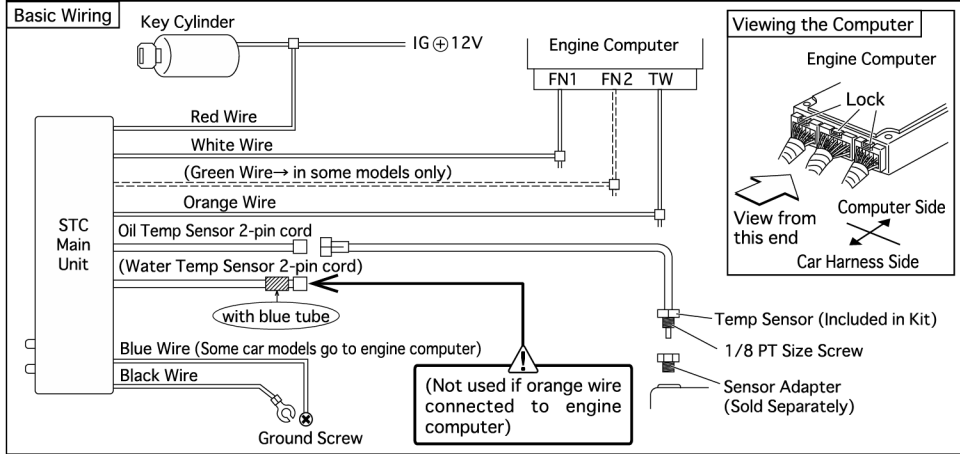 Basic Wiring
Key Cylinder
IG ⊕ 12V
Engine Computer
FN1 FN2 TW
Red Wire
White Wire
(Green Wire→ in some models only)
Orange Wire
STC
Main
Unit
Oil Temp Sensor 2-pin cord
(Water Temp Sensor 2-pin cord)
with blue tube
Blue Wire (Some car models go to engine computer)
Black Wire
Ground Screw
(Not used if orange wire
connected to engine
computer)
Temp Sensor (Included in Kit)
1/8 PT Size Screw
Sensor Adapter
(Sold Separately)
Viewing the Computer
Engine Computer
Lock
View from
this end
Computer Side
Car Harness Side